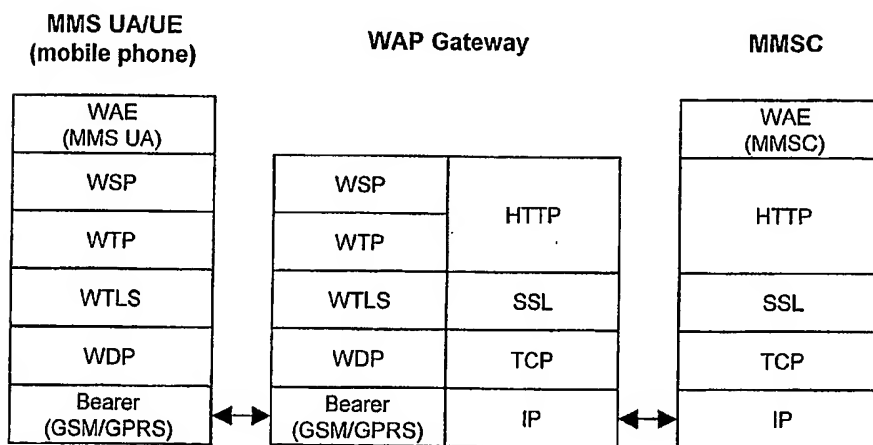 MMS UA/UE
(mobile phone)
WAP Gateway
MMSC
WAE
(MMS UA)
WSP
WTP
WTLS
WDP
Bearer
(GSM/GPRS)
WSP
WTP
WTLS
WDP
Bearer
(GSM/GPRS)
HTTP
SSL
TCP
IP
WAE
(MMSC)
HTTP
SSL
TCP
IP